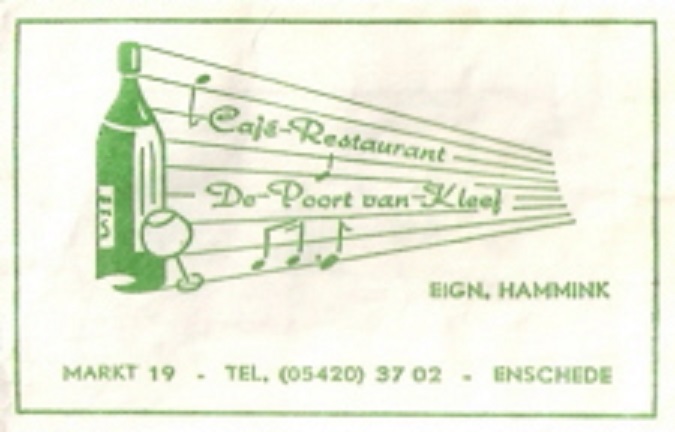 Café-Restaurant
De Poort van Kleef
EIGN. HAMMINK
MARKT 19 - TEL. (05420) 37 02 - ENSCHEDE